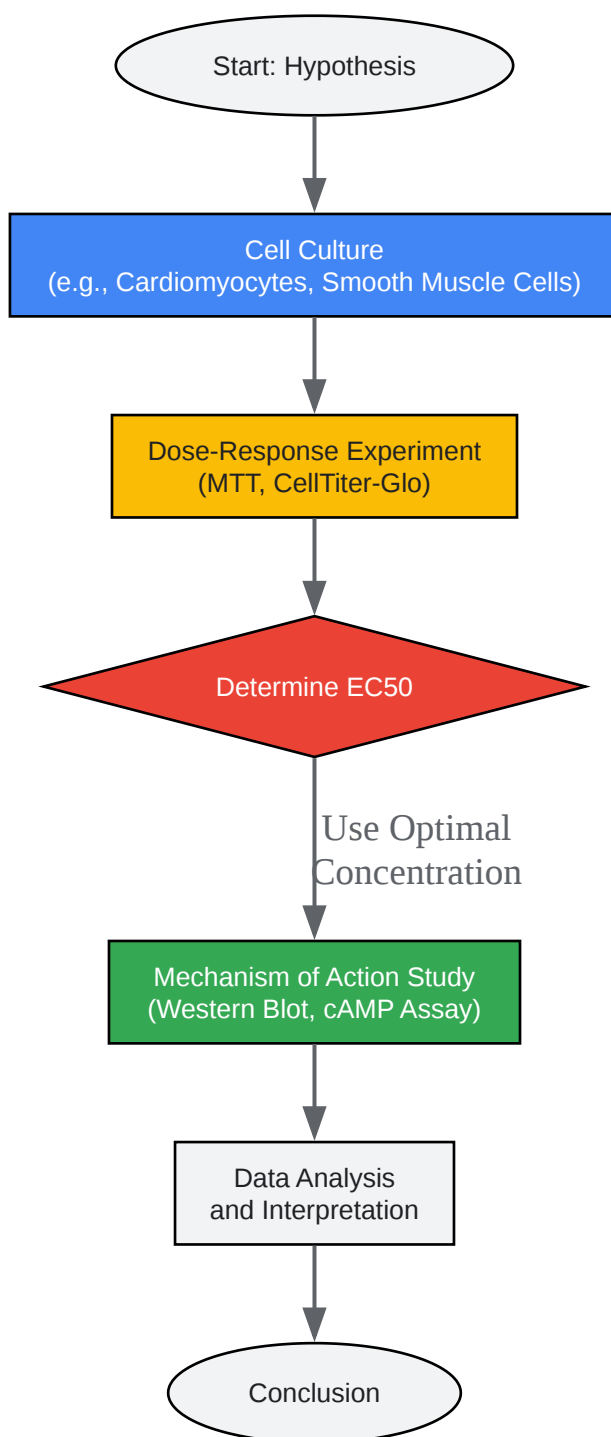 Start: Hypothesis
Cell Culture
(e.g., Cardiomyocytes, Smooth Muscle Cells)
Dose-Response Experiment
(MTT, CellTiter-Glo)
Determine EC50
Use Optimal
Concentration
Mechanism of Action Study
(Western Blot, cAMP Assay)
Data Analysis
and Interpretation
Conclusion